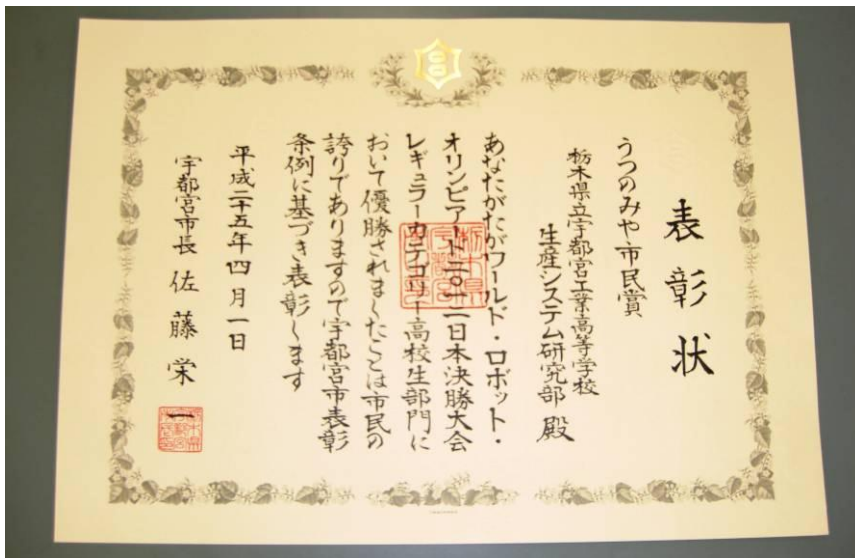 表彰状
うつのみや市民賞
栃木県立宇都宮工業高等学校
生産システム研究部 殿
あなたがたがワールド・ロボット・
オリンピアード二〇一二日本決勝大会
レギュラーカテゴリー高校生部門に
おいて優勝されましたことは市民の
誇りでありますので宇都宮市表彰
条例に基づき表彰します
平成二十五年四月一日
宇都宮市長 佐藤栄一